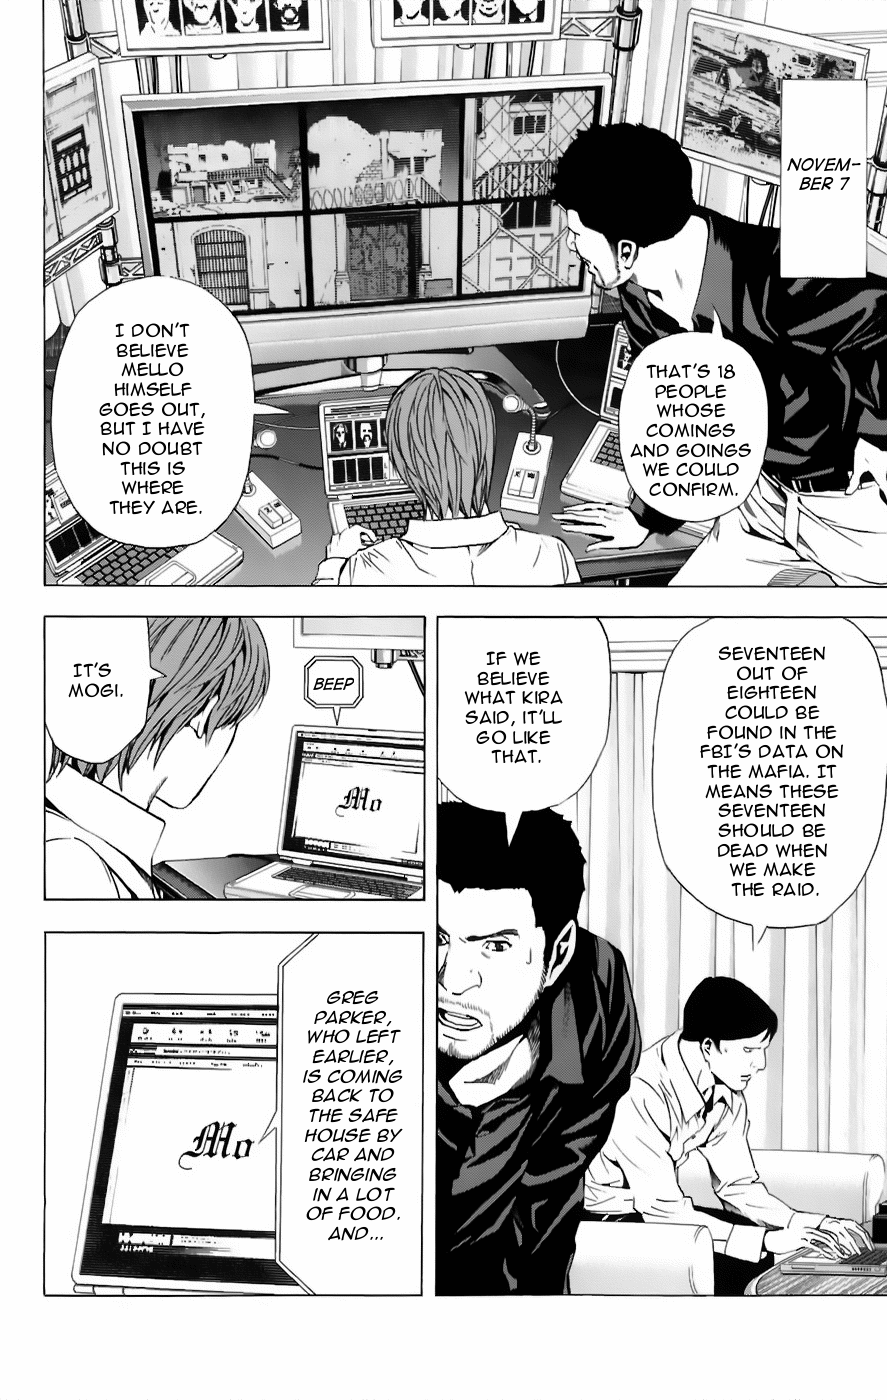 NOVEM-
BER 7
THAT'S 18
PEOPLE
WHOSE
COMINGS
AND GOINGS
WE COULD
CONFIRM.
I DON'T
BELIEVE
MELLO
HIMSELF
GOES OUT,
BUT I HAVE
NO DOUBT
THIS IS
WHERE
THEY ARE.
SEVENTEEN
OUT OF
EIGHTEEN
COULD BE
FOUND IN THE
FBI'S DATA ON
THE MAFIA. IT
MEANS THESE
SEVENTEEN
SHOULD BE
DEAD WHEN
WE MAKE
THE RAID.
IF WE
BELIEVE
WHAT KIRA
SAID, IT'LL
GO LIKE
THAT.
BEEP
Mo
IT'S
MOGI.
GREG
PARKER,
WHO LEFT
EARLIER,
IS COMING
BACK TO
THE SAFE
HOUSE BY
CAR AND
BRINGING
IN A LOT
OF FOOD.
AND...
Mo